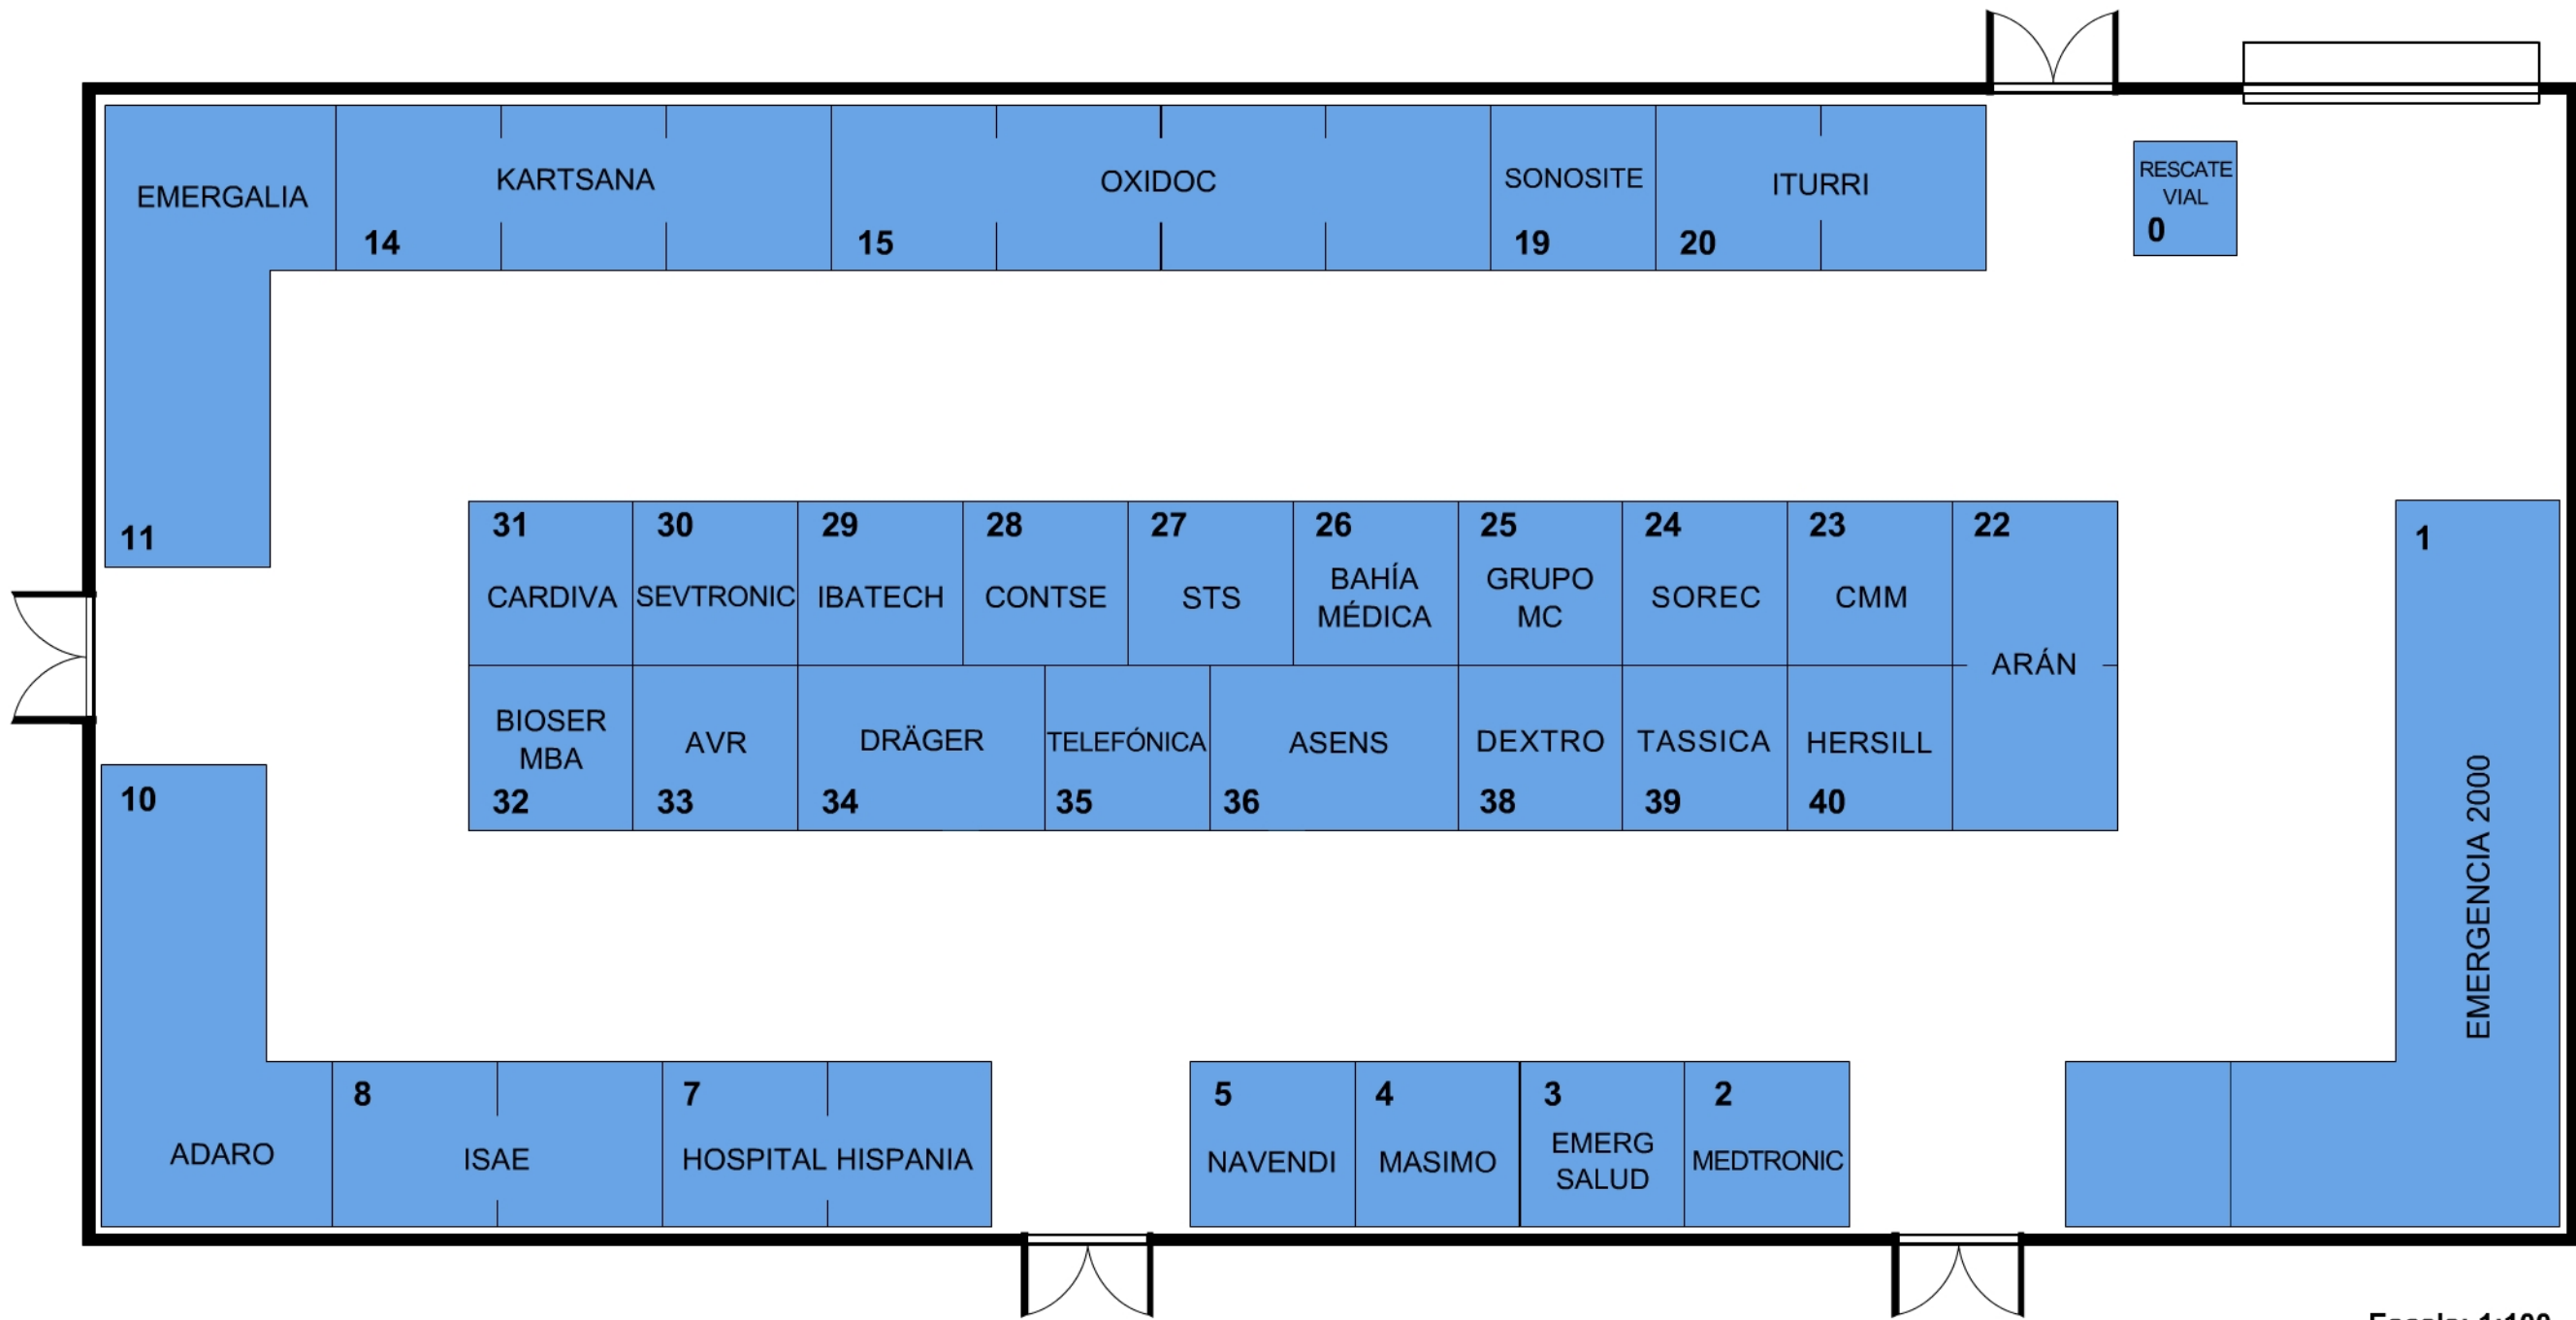 EMERGALIA
11
KARTSANA
14
OXIDOC
15
SONOSITE
19
ITURRI
20
RESCATE
VIAL
0
31
CARDIVA
30
SEVTRONIC
29
IBATECH
28
CONTSE
27
STS
26
BAHÍA
MÉDICA
25
GRUPO
MC
24
SOREC
23
CMM
22
ARÁN
1
EMERGENCIA 2000
BIOSER
MBA
32
AVR
33
DRÄGER
34
TELEFÓNICA
35
ASENS
36
DEXTRO
38
TASSICA
39
HERSILL
40
10
ADARO
8
ISAE
7
HOSPITAL HISPANIA
5
NAVENDI
4
MASIMO
3
EMERG
SALUD
2
MEDTRONIC